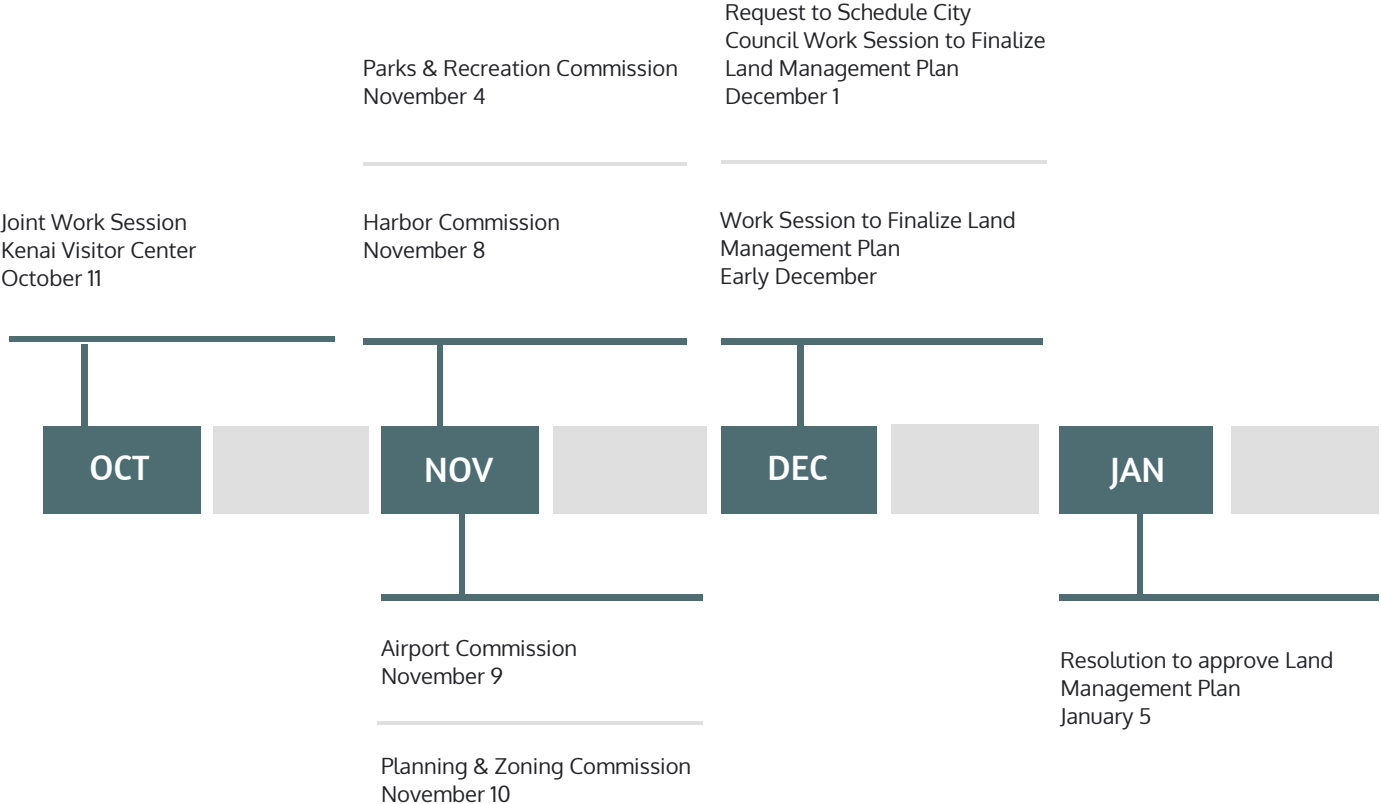 Request to Schedule City
Council Work Session to Finalize
Land Management Plan
December 1
Parks & Recreation Commission
November 4
Joint Work Session
Kenai Visitor Center
October 11
Harbor Commission
November 8
Work Session to Finalize Land
Management Plan
Early December
OCT
NOV
DEC
JAN
Airport Commission
November 9
Planning & Zoning Commission
November 10
Resolution to approve Land
Management Plan
January 5